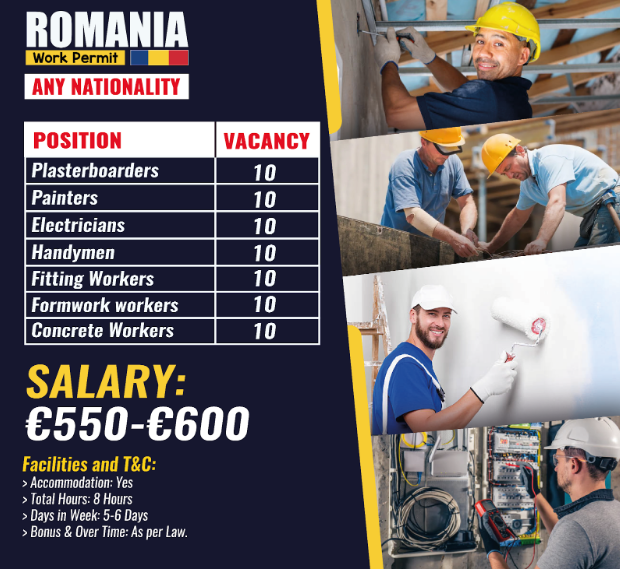 ROMANIA
Work Permit
ANY NATIONALITY
POSITION VACANCY
Plasterboarders 10
Painters 10
Electricians 10
Handymen 10
Fitting Workers 10
Formwork workers 10
Concrete Workers 10
SALARY:
€550-€600
Facilities and T&C:
> Accommodation: Yes
> Total Hours: 8 Hours
> Days in Week: 5-6 Days
> Bonus & Over Time: As per Law.